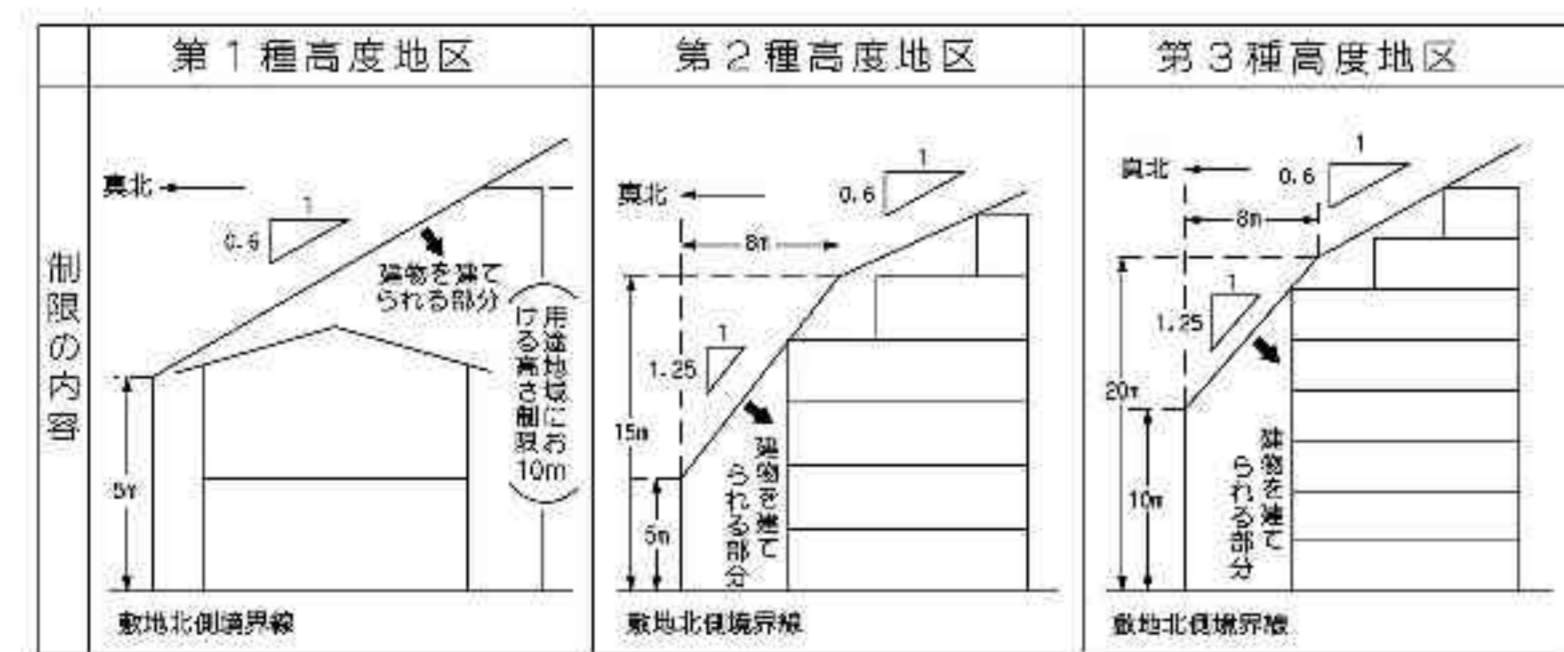 第1種高度地区
第2種高度地区
第3種高度地区
制限の内容
真北
1
0.6
建物を建て
られる部分
用途地域にお
ける高さ制限
10m
5m
敷地北側境界線
真北
1
0.6
8m
1
1.25
15m
5m
建物を建て
られる部分
敷地北側境界線
真北
1
0.6
8m
1
1.25
20m
10m
建物を建て
られる部分
敷地北側境界線